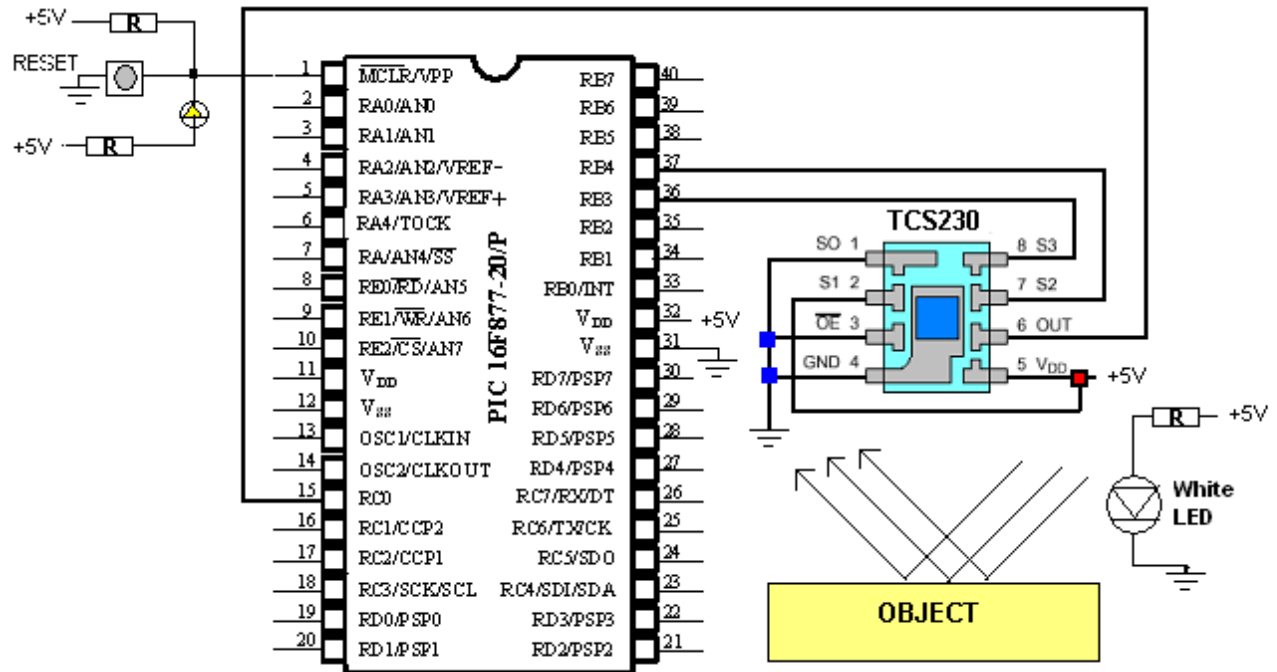 +5V
R
RESET
+5V
R
1 MCLR/VPP
2 RA0/AN0
3 RA1/AN1
4 RA2/AN2/VREF-
5 RA3/AN3/VREF+
6 RA4/TOCK
7 RA/AN4/SS
8 RE0/RD/AN5
9 RE1/WR/AN6
10 RE2/CS/AN7
11 VDD
12 Vss
13 OSC1/CLKIN
14 OSC2/CLKOUT
15 RC0
16 RC1/CCP2
17 RC2/CCP1
18 RC3/SCK/SCL
19 RD0/PSP0
20 RD1/PSP1
PIC 16F877-20/P
RB7 40
RB6 39
RB5 38
RB4 37
RB3 36
RB2 35
RB1 34
RB0/INT 33
VDD 32 +5V
Vss 31
RD7/PSP7 30
RD6/PSP6 29
RD5/PSP5 28
RD4/PSP4 27
RC7/RX/DT 26
RC6/TX/CK 25
RC5/SDO 24
RC4/SDI/SDA 23
RD3/PSP3 22
RD2/PSP2 21
TCS230
SO 1
S1 2
OE 3
GND 4
8 S3
7 S2
6 OUT
5 VDD
+5V
R +5V
White
LED
OBJECT